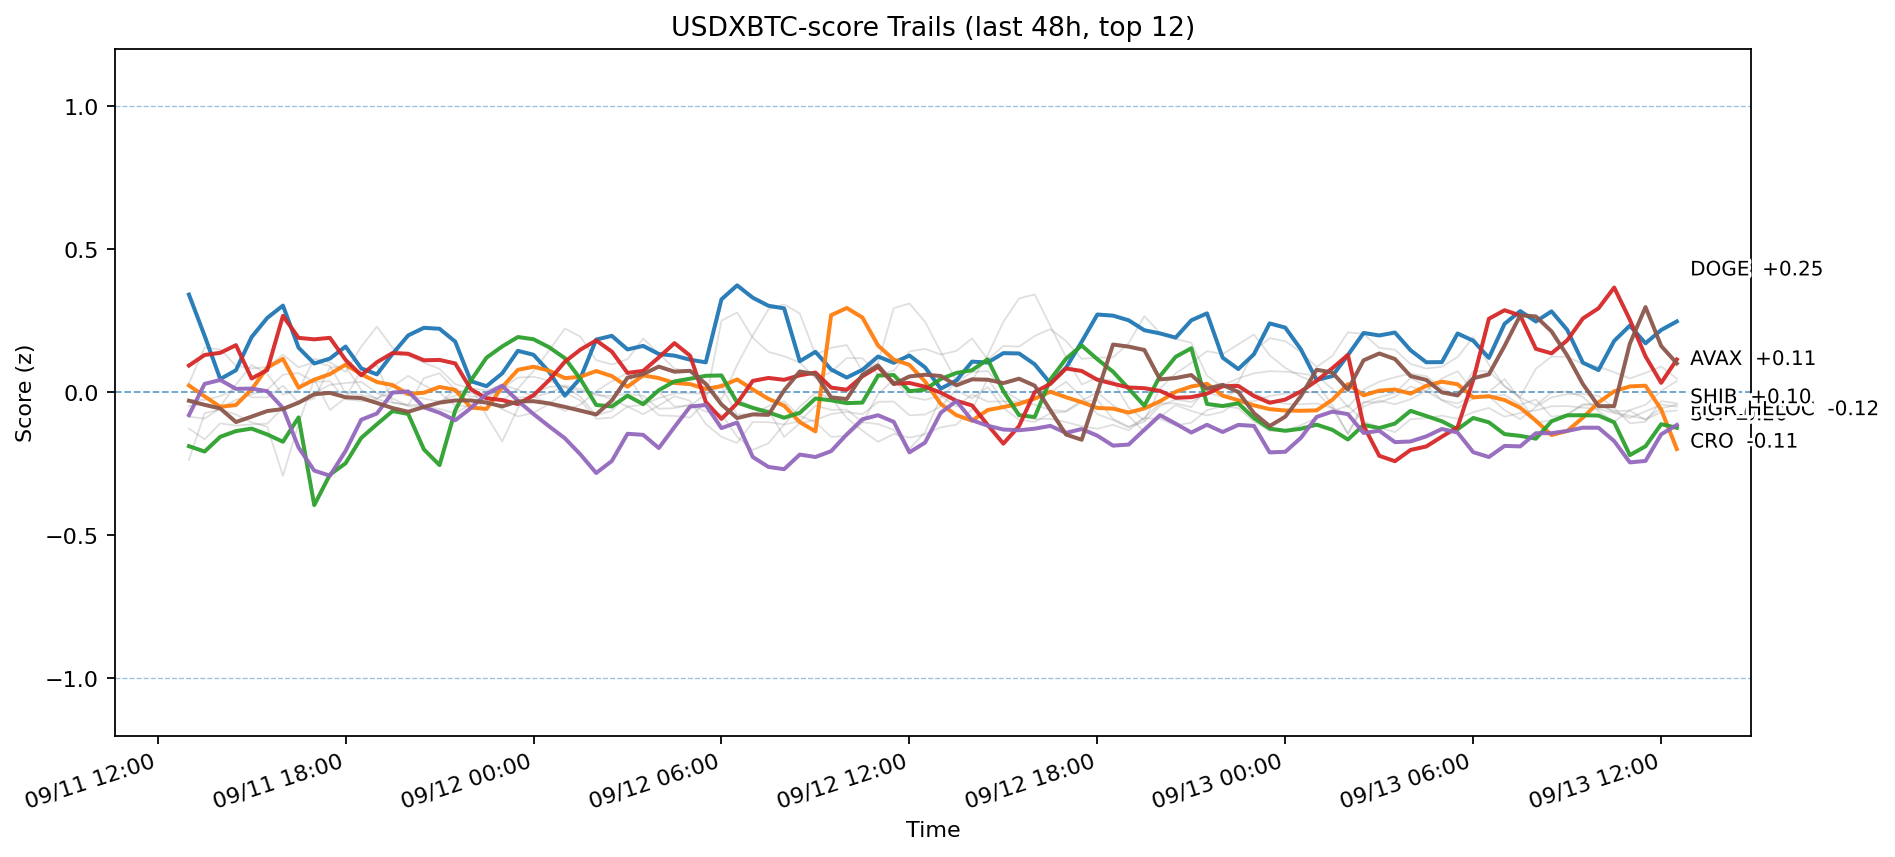 USDXBTC-score Trails (last 48h, top 12)
Score (z)
1.0
0.5
0.0
−0.5
−1.0
DOGE +0.25
AVAX +0.11
SHIB +0.10
FIGR_HELOC -0.12
CRO -0.11
09/11 12:00
09/11 18:00
09/12 00:00
09/12 06:00
09/12 12:00
09/12 18:00
09/13 00:00
09/13 06:00
09/13 12:00
Time